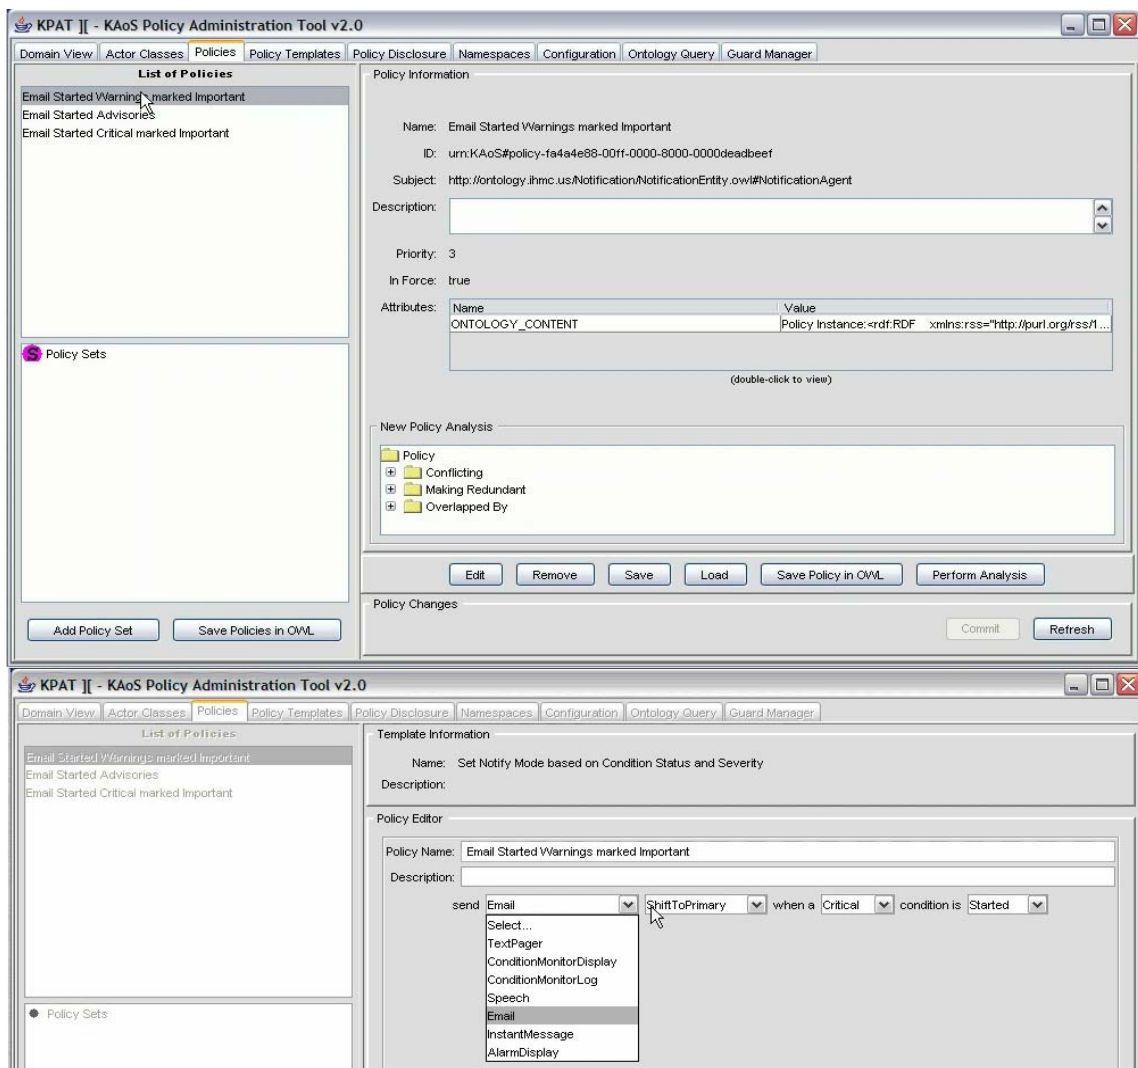 KPAT ][ - KAoS Policy Administration Tool v2.0
Domain View Actor Classes Policies Policy Templates Policy Disclosure Namespaces Configuration Ontology Query Guard Manager
List of Policies
Email Started Warnings marked Important
Email Started Advisories
Email Started Critical marked Important
Policy Sets
Add Policy Set Save Policies in OWL
Policy Information
Name: Email Started Warnings marked Important
ID: urn:KAoS#policy-fa4a4e88-00ff-0000-8000-0000deadbeef
Subject: http://ontology.ihmc.us/Notification/NotificationEntity.owl#NotificationAgent
Description:
Priority: 3
In Force: true
Attributes: Name Value
ONTOLOGY_CONTENT Policy Instance:<rdf:RDF xmlns:rss="http://purl.org/rss/1...
(double-click to view)
New Policy Analysis
Policy
Conflicting
Making Redundant
Overlapped By
Edit Remove Save Load Save Policy in OWL Perform Analysis
Policy Changes
Commit Refresh
KPAT ][ - KAoS Policy Administration Tool v2.0
Domain View Actor Classes Policies Policy Templates Policy Disclosure Namespaces Configuration Ontology Query Guard Manager
List of Policies
Email Started Warnings marked Important
Email Started Advisories
Email Started Critical marked Important
Policy Sets
Template Information
Name: Set Notify Mode based on Condition Status and Severity
Description:
Policy Editor
Policy Name: Email Started Warnings marked Important
Description:
send Email ShiftToPrimary when a Critical condition is Started
Select...
TextPager
ConditionMonitorDisplay
ConditionMonitorLog
Speech
Email
InstantMessage
AlarmDisplay